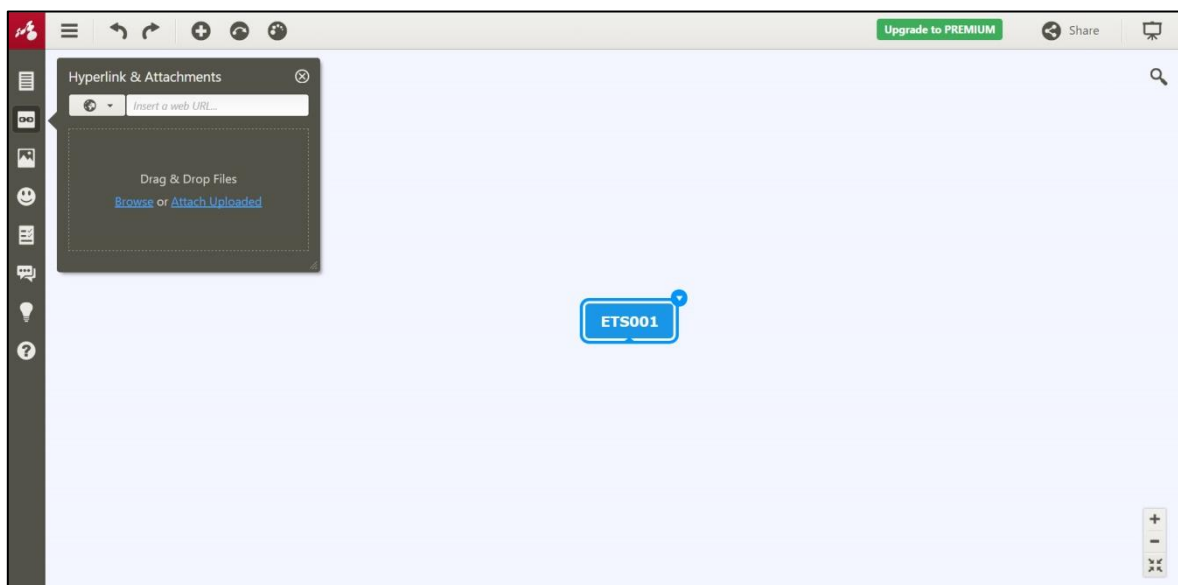 Upgrade to PREMIUM
Share
Hyperlink & Attachments
Insert a web URL...
Drag & Drop Files
Browse or Attach Uploaded
ETS001